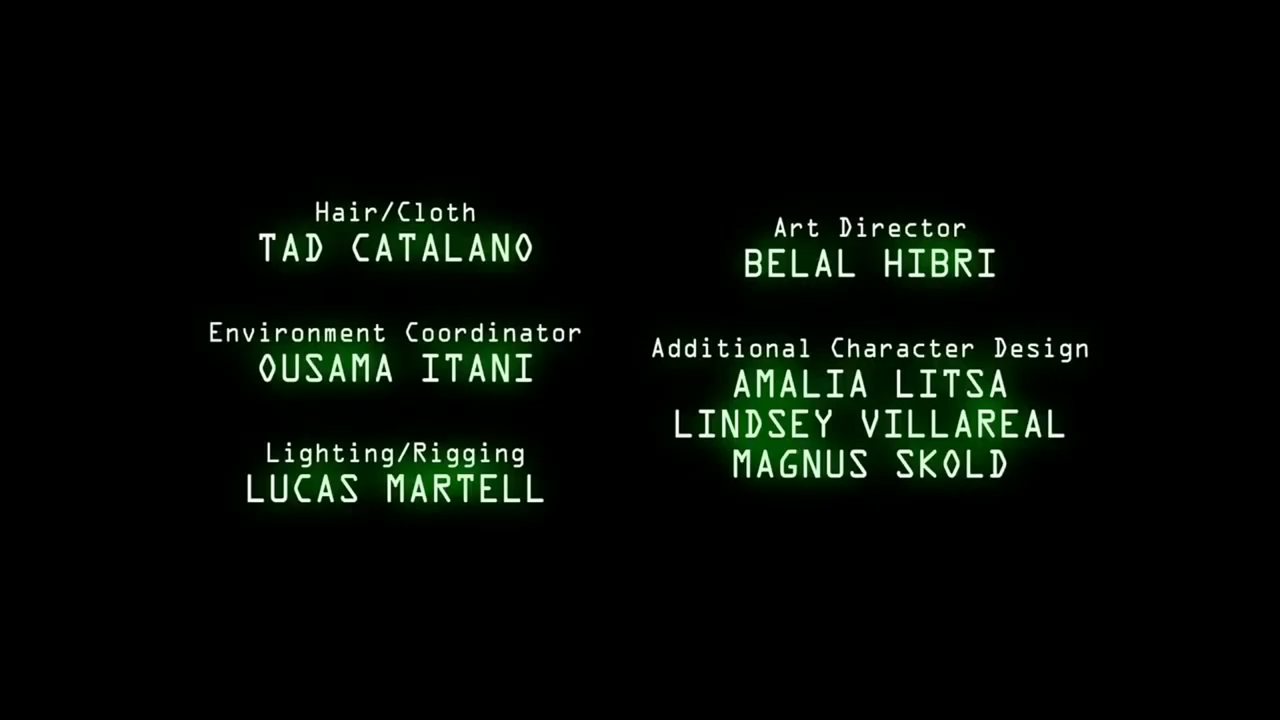 Hair/Cloth
TAD CATALANO
Environment Coordinator
OUSAMA ITANI
Lighting/Rigging
LUCAS MARTELL
Art Director
BELAL HIBRI
Additional Character Design
AMALIA LITSA
LINDSEY VILLAREAL
MAGNUS SKOLD